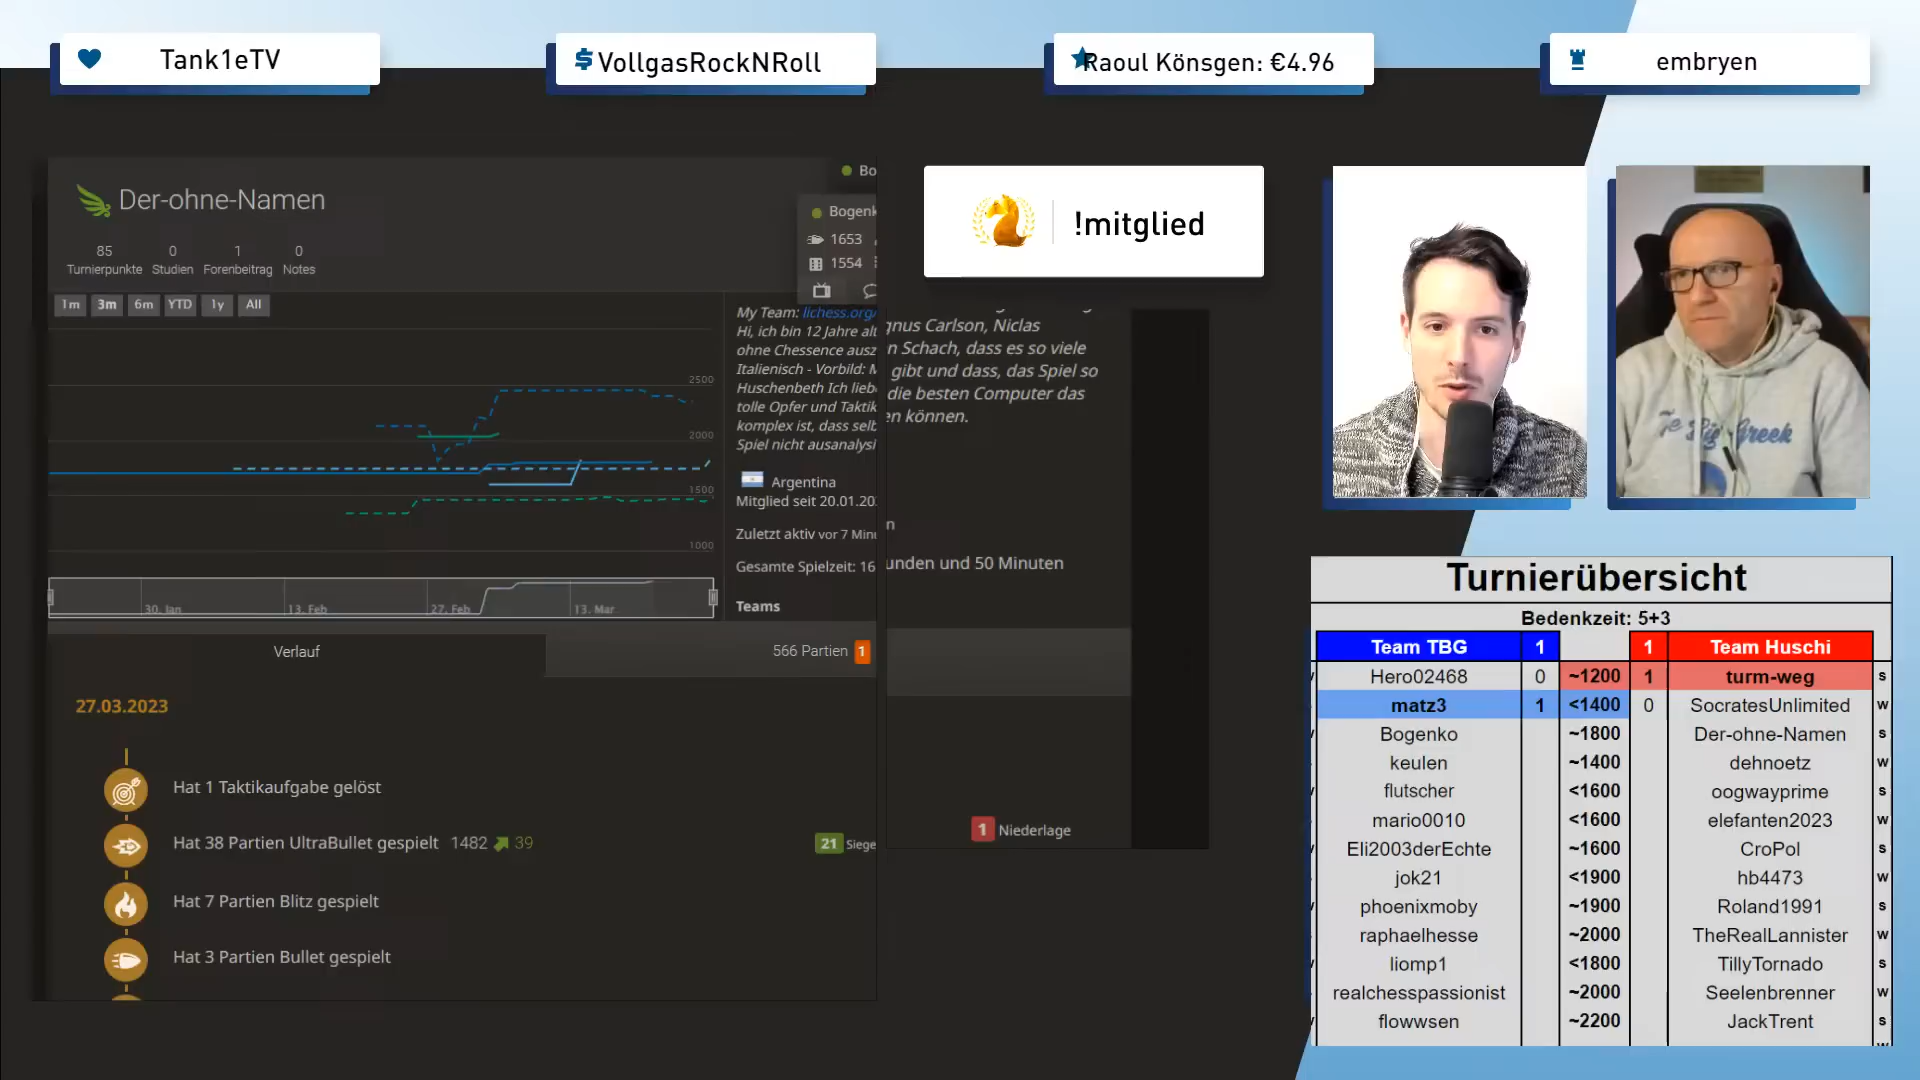 Tank1eTV
$ VollgasRockNRoll
Raoul Könsgen: €4.96
embryen
Der-ohne-Namen
85 0 1 0
Turnierpunkte Studien Forenbeitrag Notes
Bo
Bogenk
1653
1554
1m 3m 6m YTD 1y All
2500
2000
1500
1000
30. Jan 13. Feb 27. Feb 13. Mar
My Team: lichess.org/
Hi, ich bin 12 Jahre alt
ohne Chessence ausz
Italienisch - Vorbild: M
Huschenbeth Ich lieb
tolle Opfer und Taktik
komplex ist, dass selb
Spiel nicht ausanalysi
Argentina
Mitglied seit 20.01.20
Zuletzt aktiv vor 7 Minu
Gesamte Spielzeit: 16
Teams
Verlauf
566 Partien 1
27.03.2023
Hat 1 Taktikaufgabe gelöst
Hat 38 Partien UltraBullet gespielt 1482 39
21 Siege
Hat 7 Partien Blitz gespielt
Hat 3 Partien Bullet gespielt
!mitglied
gnus Carlson, Niclas
n Schach, dass es so viele
gibt und dass, das Spiel so
die besten Computer das
en können.
n
unden und 50 Minuten
1 Niederlage
Te Big Greek
Turnierübersicht
Bedenkzeit: 5+3
Team TBG 1 1 Team Huschi
Hero02468 0 ~1200 1 turm-weg s
matz3 1 <1400 0 SocratesUnlimited w
Bogenko ~1800 Der-ohne-Namen s
keulen ~1400 dehnoetz w
flutscher <1600 oogwayprime s
mario0010 <1600 elefanten2023 w
Eli2003derEchte ~1600 CroPol s
jok21 <1900 hb4473 w
phoenixmoby ~1900 Roland1991 s
raphaelhesse ~2000 TheRealLannister w
liomp1 <1800 TillyTornado s
realchesspassionist ~2000 Seelenbrenner w
flowwsen ~2200 JackTrent s